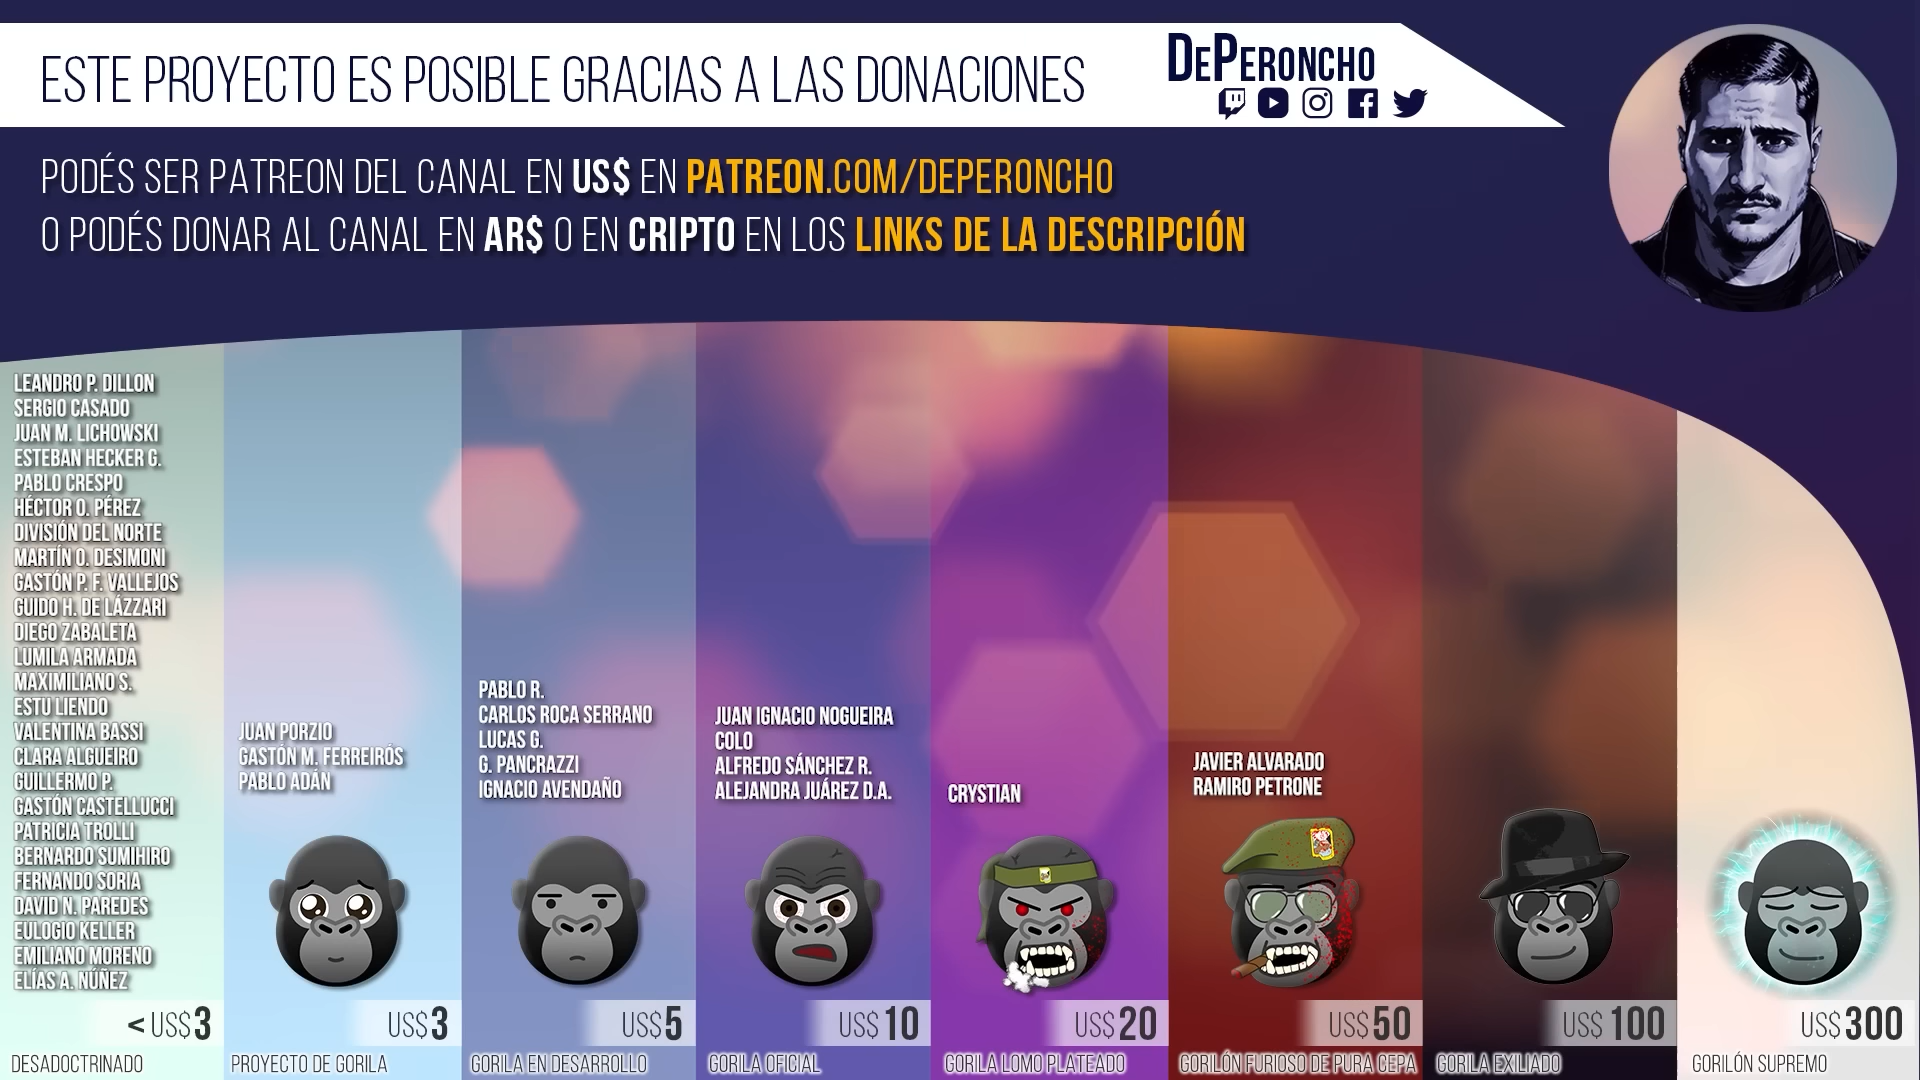 ESTE PROYECTO ES POSIBLE GRACIAS A LAS DONACIONES
DEPERONCHO
PODÉS SER PATREON DEL CANAL EN US$ EN PATREON.COM/DEPERONCHO
O PODÉS DONAR AL CANAL EN AR$ O EN CRIPTO EN LOS LINKS DE LA DESCRIPCIÓN
LEANDRO P. DILLON
SERGIO CASADO
JUAN M. LICHOWSKI
ESTEBAN HECKER G.
PABLO CRESPO
HÉCTOR O. PÉREZ
DIVISIÓN DEL NORTE
MARTÍN O. DESIMONI
GASTÓN P. F. VALLEJOS
GUIDO H. DE LÁZZARI
DIEGO ZABALETA
LUMILA ARMADA
MAXIMILIANO S.
ESTU LIENDO
VALENTINA BASSI
CLARA ALGUEIRO
GUILLERMO P.
GASTÓN CASTELLUCCI
PATRICIA TROLLI
BERNARDO SUMIHIRO
FERNANDO SORIA
DAVID N. PAREDES
EULOGIO KELLER
EMILIANO MORENO
ELÍAS A. NÚÑEZ
< US$3
DESADOCTRINADO
JUAN PORZIO
GASTÓN M. FERREIRÓS
PABLO ADÁN
US$3
PROYECTO DE GORILA
PABLO R.
CARLOS ROCA SERRANO
LUCAS G.
G. PANCRAZZI
IGNACIO AVENDAÑO
US$5
GORILA EN DESARROLLO
JUAN IGNACIO NOGUEIRA
COLO
ALFREDO SÁNCHEZ R.
ALEJANDRA JUÁREZ D.A.
US$10
GORILA OFICIAL
CRYSTIAN
US$20
GORILA LOMO PLATEADO
JAVIER ALVARADO
RAMIRO PETRONE
US$50
GORILÓN FURIOSO DE PURA CEPA
US$100
GORILA EXILIADO
US$300
GORILÓN SUPREMO